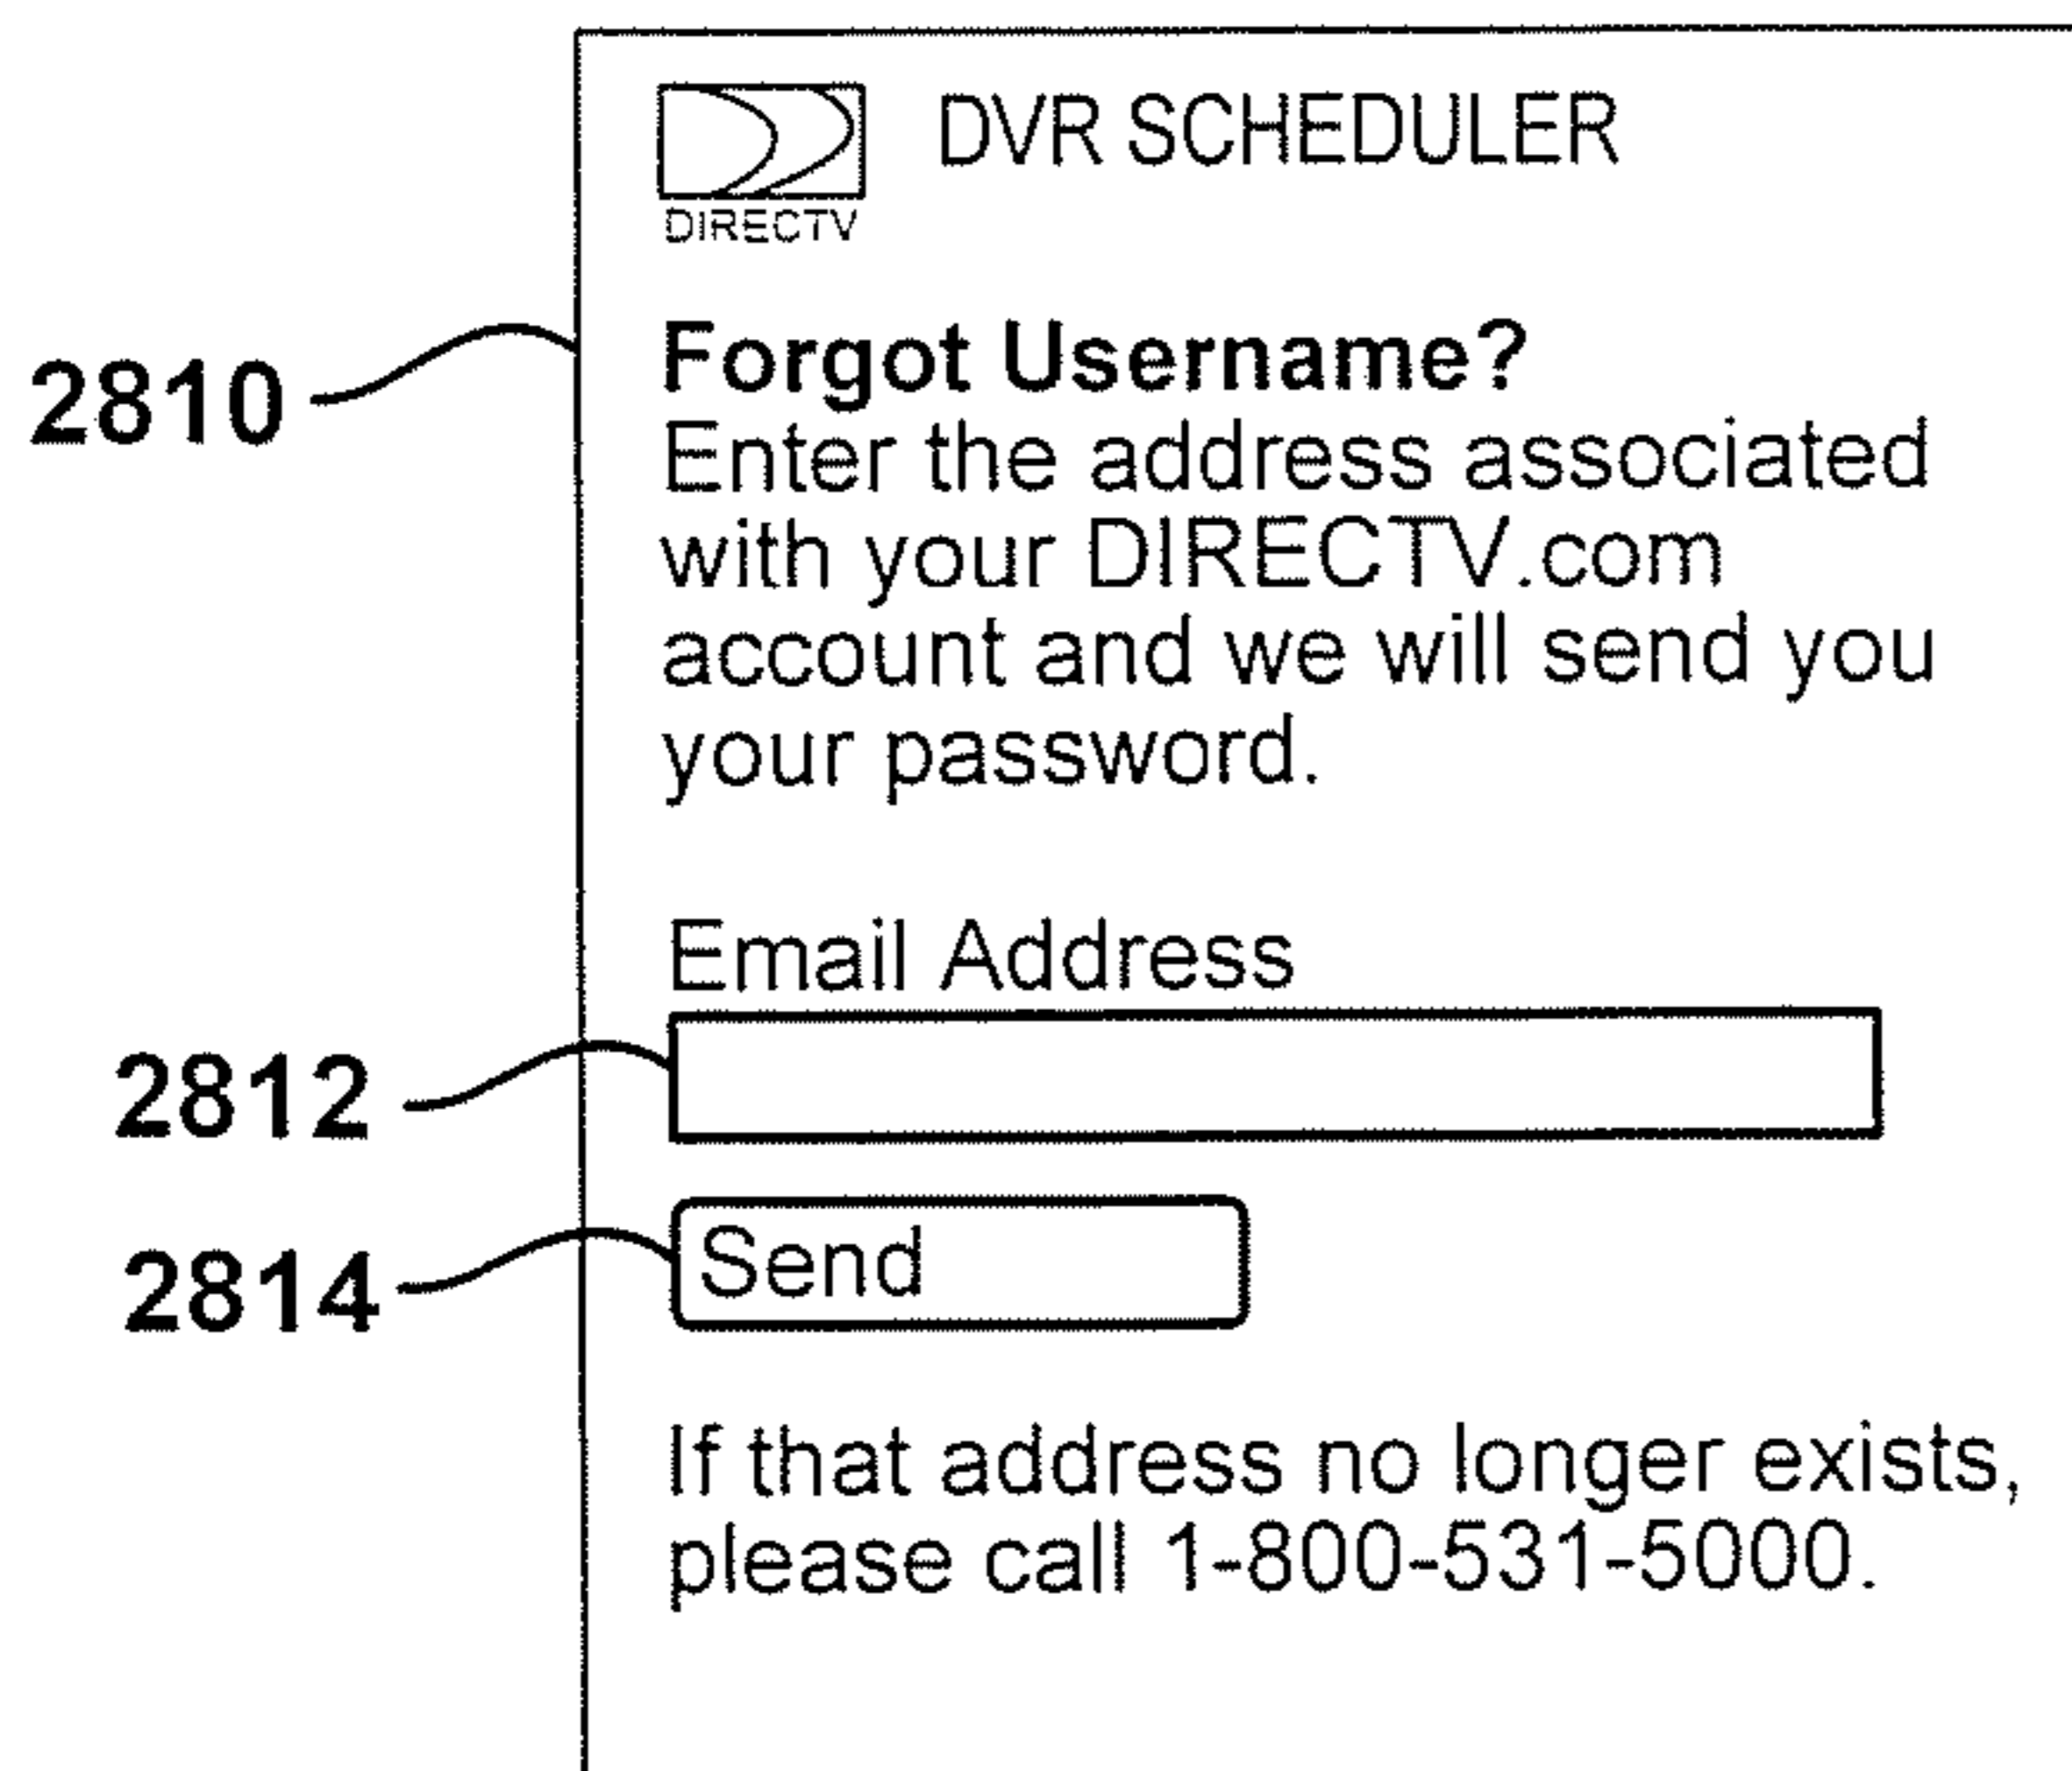 DVR SCHEDULER
DIRECTV
2810
Forgot Username?
Enter the address associated
with your DIRECTV.com
account and we will send you
your password.
Email Address
2812
2814
Send
If that address no longer exists,
please call 1-800-531-5000.